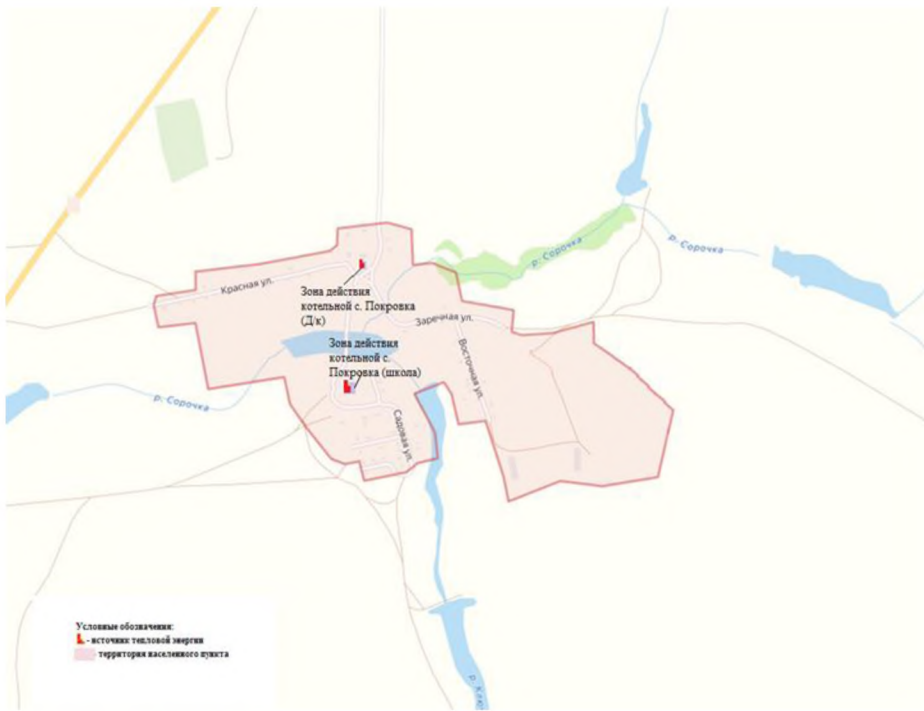 р. Сорочка
р. Сорочка
Красная ул.
Зона действия
котельной с. Покровка
(Д/к)
Заречная ул.
Зона действия
котельной с.
Покровка (школа)
Восточная ул.
р. Сорочка
Садовая ул.
Условные обозначения:
- источник тепловой энергии
- территория населенного пункта